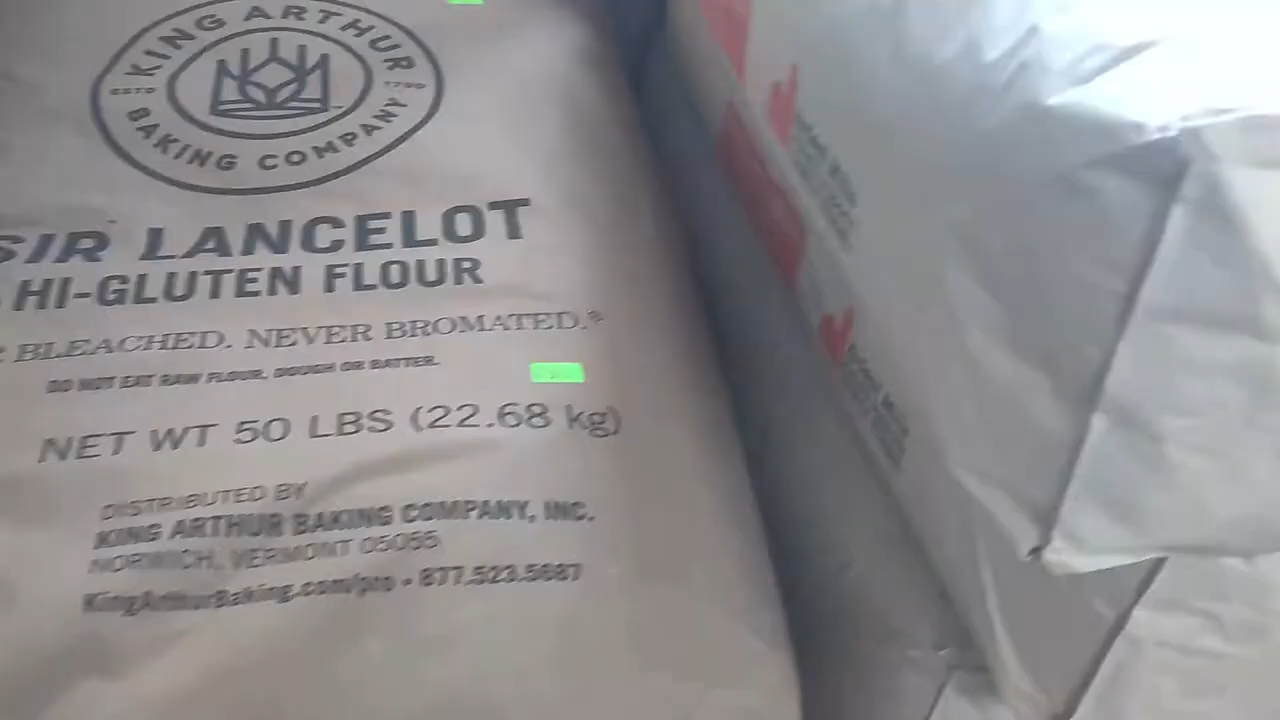 KING ARTHUR
ESTD 1790
BAKING COMPANY
SIR LANCELOT
HI-GLUTEN FLOUR
BLEACHED. NEVER BROMATED.®
DO NOT EAT RAW FLOUR, DOUGH OR BATTER.
NET WT 50 LBS (22.68 kg)
DISTRIBUTED BY
KING ARTHUR BAKING COMPANY, INC.
NORWICH, VERMONT 05055
KingArthurBaking.com/pro • 877.523.5687